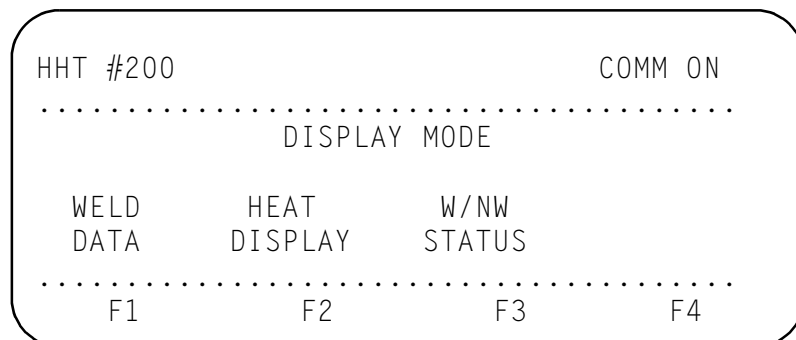 HHT #200 COMM ON
........................................
DISPLAY MODE
WELD HEAT W/NW
DATA DISPLAY STATUS
........................................
F1 F2 F3 F4